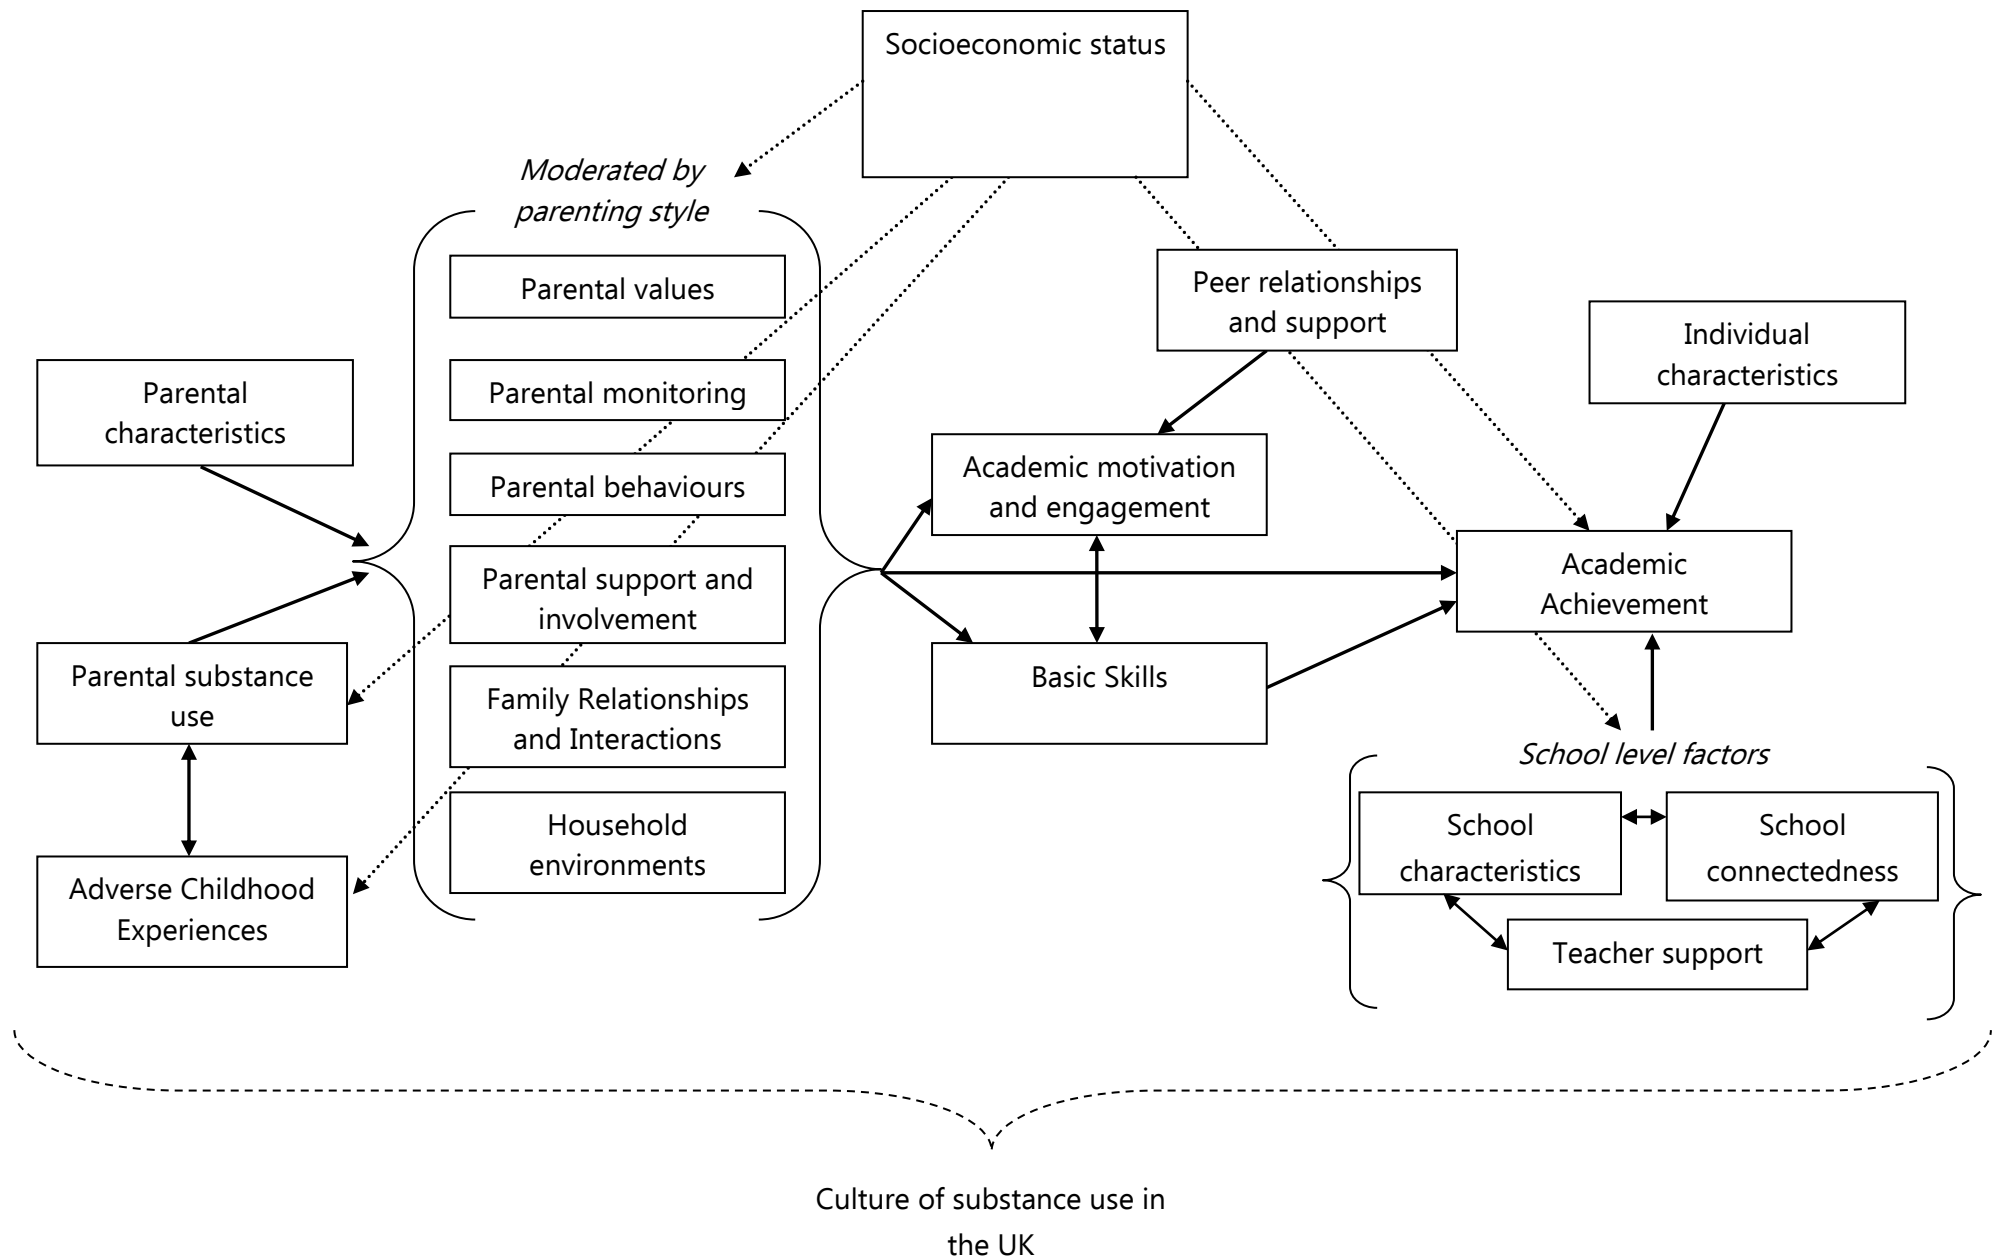 Socioeconomic status
Moderated by
parenting style
Parental values
Parental monitoring
Parental behaviours
Parental support and
involvement
Family Relationships
and Interactions
Household
environments
Parental
characteristics
Parental substance
use
Adverse Childhood
Experiences
Peer relationships
and support
Individual
characteristics
Academic motivation
and engagement
Basic Skills
Academic
Achievement
School level factors
School
characteristics
School
connectedness
Teacher support
Culture of substance use in
the UK